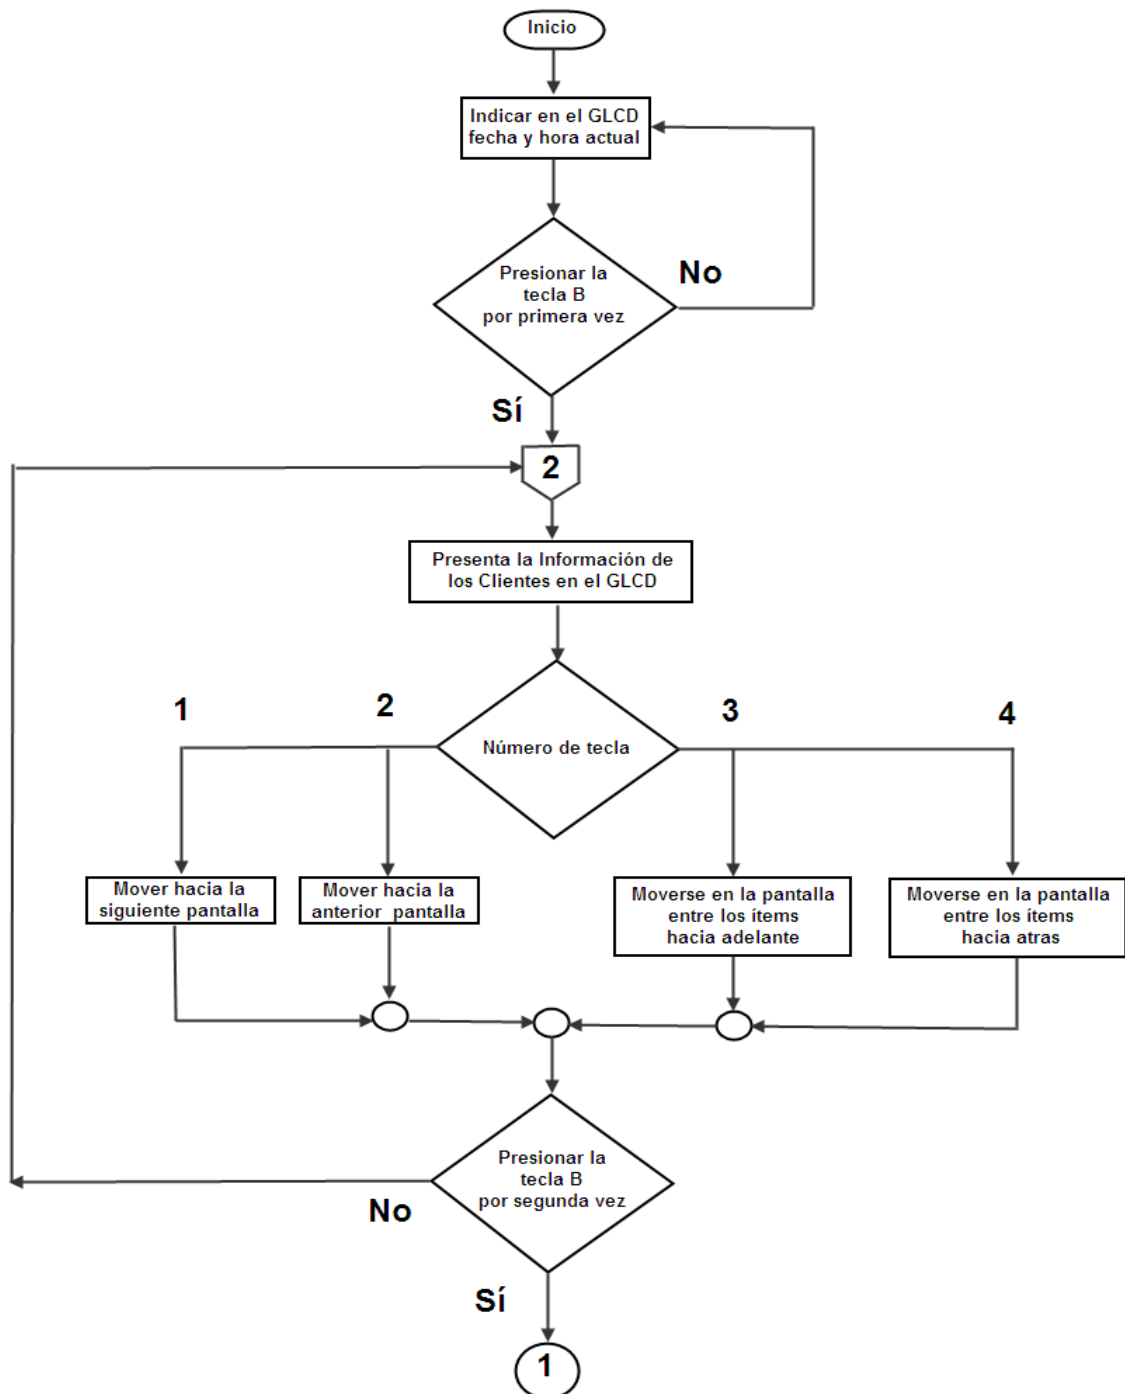 Inicio
Indicar en el GLCD
fecha y hora actual
Presionar la
tecla B
por primera vez
No
Sí
2
Presenta la Información de
los Clientes en el GLCD
1
2
3
4
Número de tecla
Mover hacia la
siguiente pantalla
Mover hacia la
anterior pantalla
Moverse en la pantalla
entre los ítems
hacia adelante
Moverse en la pantalla
entre los ítems
hacia atras
Presionar la
tecla B
por segunda vez
No
Sí
1